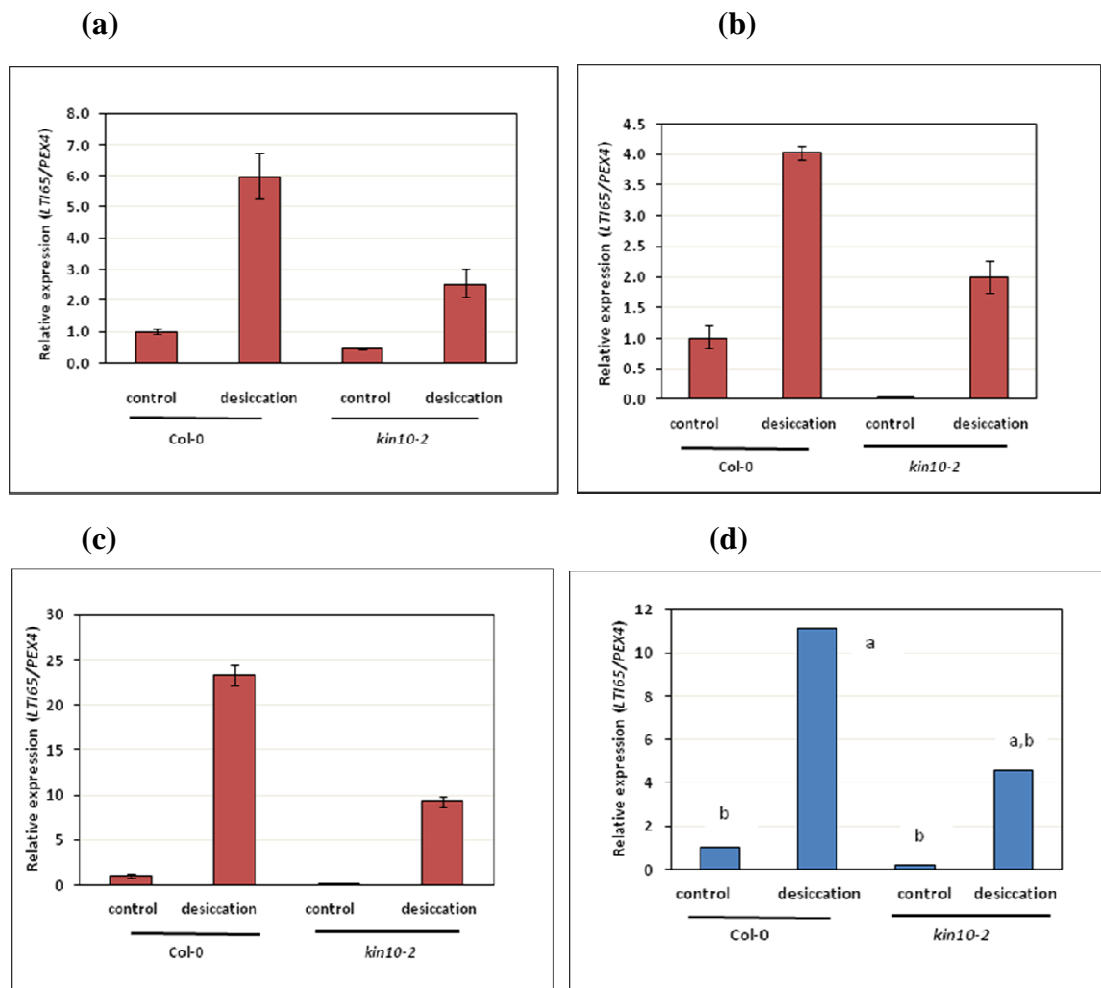 (a)
Relative expression (LTI65/PEX4)
8.0
7.0
6.0
5.0
4.0
3.0
2.0
1.0
0.0
control desiccation control desiccation
Col-0 kin10-2
(b)
Relative expression (LTI65/PEX4)
4.5
4.0
3.5
3.0
2.5
2.0
1.5
1.0
0.5
0.0
control desiccation control desiccation
Col-0 kin10-2
(c)
Relative expression (LTI65/PEX4)
30
25
20
15
10
5
0
control desiccation control desiccation
Col-0 kin10-2
(d)
Relative expression (LTI65/PEX4)
12
10
8
6
4
2
0
b
a
b
a,b
control desiccation control desiccation
Col-0 kin10-2